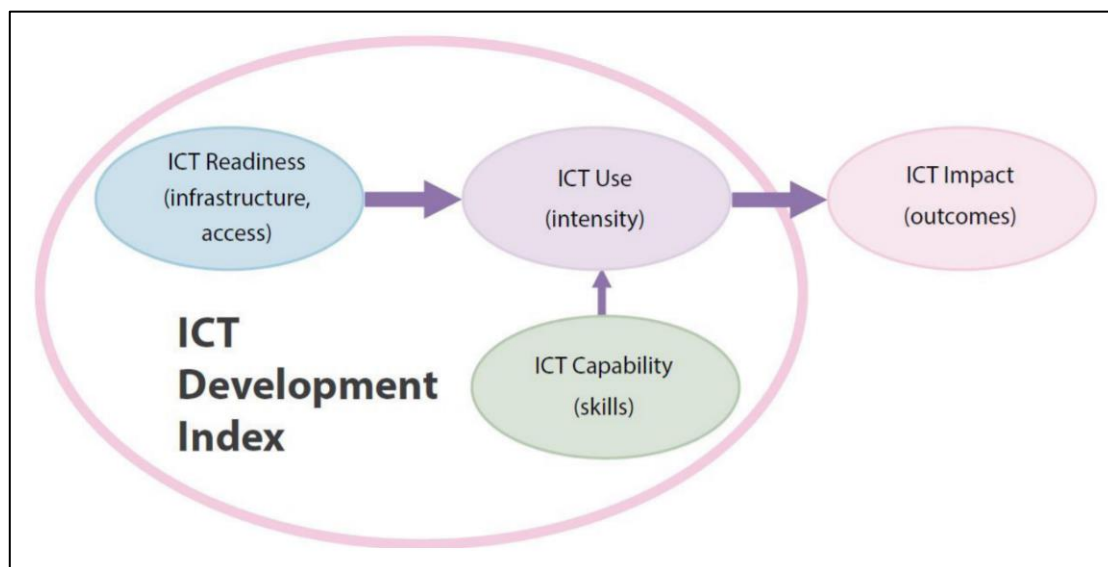 ICT Readiness
(infrastructure,
access)
ICT Use
(intensity)
ICT Impact
(outcomes)
ICT
Development
Index
ICT Capability
(skills)